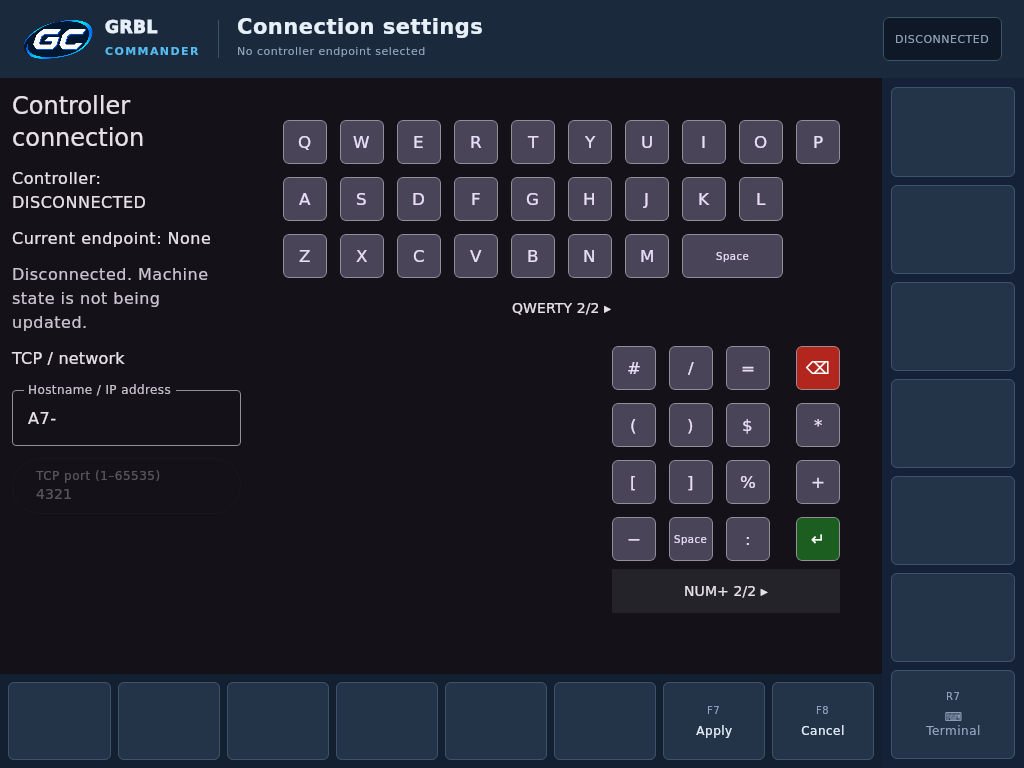 GC
GRBL
COMMANDER
Connection settings
No controller endpoint selected
DISCONNECTED
Controller
connection
Controller:
DISCONNECTED
Current endpoint: None
Disconnected. Machine
state is not being
updated.
TCP / network
Hostname / IP address
A7-
TCP port (1–65535)
4321
Q W E R T Y U I O P
A S D F G H J K L
Z X C V B N M Space
QWERTY 2/2 ▸
# / = ⌫
( ) $ *
[ ] % +
− Space : ↵
NUM+ 2/2 ▸
F7
Apply
F8
Cancel
R7
⌨
Terminal